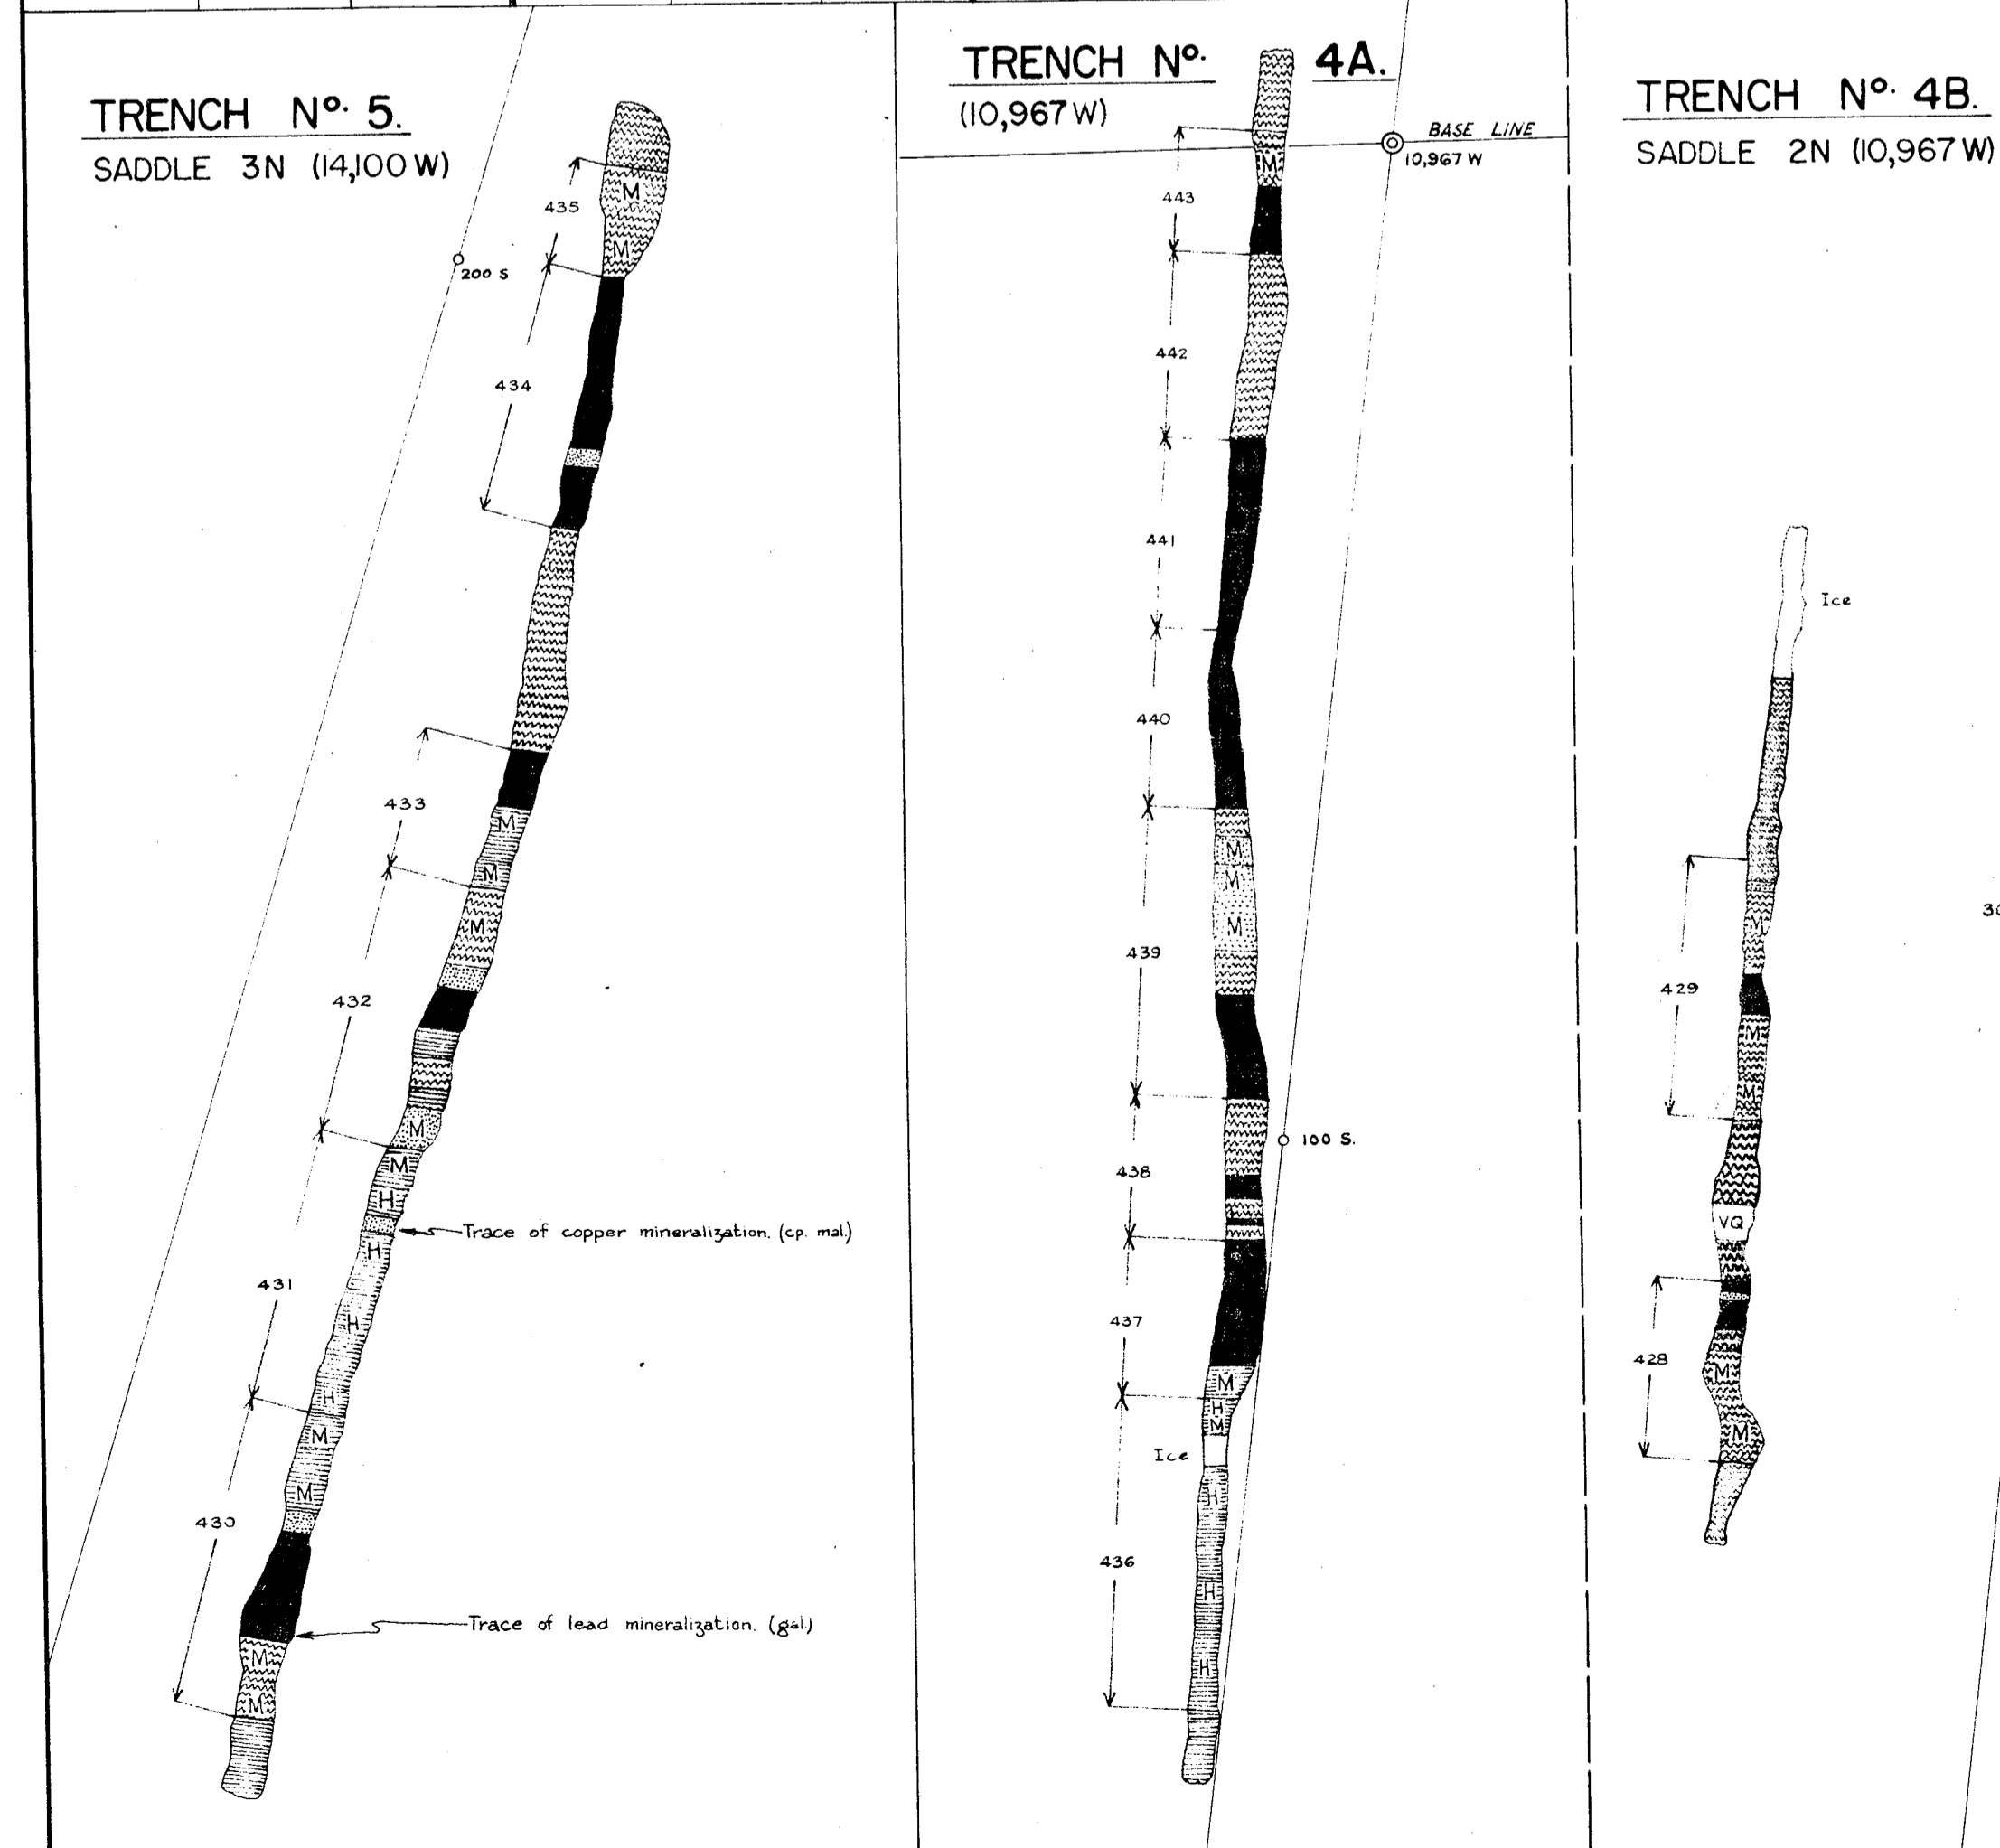 TRENCH Nº. 5.
SADDLE 3N (14,100 W)
435
200 S
434
433
432
431
430
M
M
M
M
M
M
M
H
H
H
H
M
M
M
M
Trace of copper mineralization. (cp. mal.)
Trace of lead mineralization. (gal.)
TRENCH Nº. 4A.
(10,967 W)
BASE LINE
10,967 W
443
442
441
440
439
438
437
436
M
M
M
M
M
H
M
H
H
H
100 S.
Ice
TRENCH Nº. 4B.
SADDLE 2N (10,967 W)
Ice
429
428
M
M
M
VQ
M
M